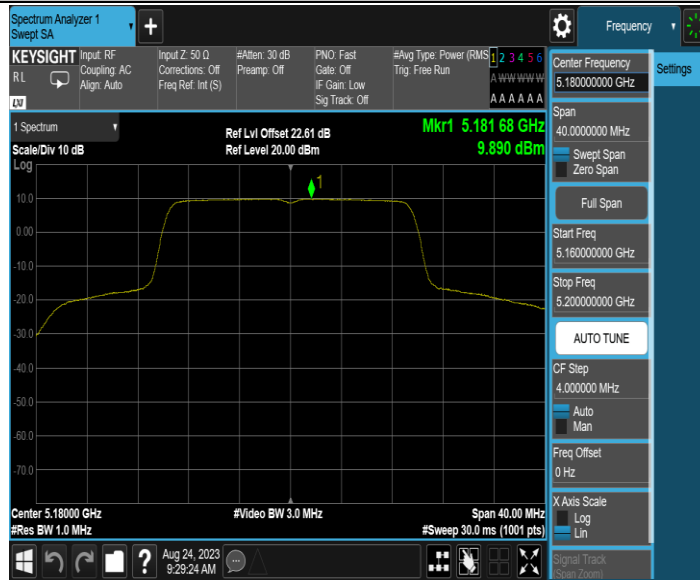 Spectrum Analyzer 1
Swept SA
+
Frequency
Settings
KEYSIGHT
RL
LXI
Input: RF
Coupling: AC
Align: Auto
Input Z: 50 Ω
Corrections: Off
Freq Ref: Int (S)
#Atten: 30 dB
Preamp: Off
PNO: Fast
Gate: Off
IF Gain: Low
Sig Track: Off
#Avg Type: Power (RMS
Trig: Free Run
1 2 3 4 5 6
A W W W W W
A A A A A A
1 Spectrum
Scale/Div 10 dB
Ref Lvl Offset 22.61 dB
Ref Level 20.00 dBm
Mkr1 5.181 68 GHz
9.890 dBm
Log
1
10.0
0.00
-10.0
-20.0
-30.0
-40.0
-50.0
-60.0
-70.0
Center 5.18000 GHz
#Res BW 1.0 MHz
#Video BW 3.0 MHz
Span 40.00 MHz
#Sweep 30.0 ms (1001 pts)
Center Frequency
5.180000000 GHz
Span
40.0000000 MHz
Swept Span
Zero Span
Full Span
Start Freq
5.160000000 GHz
Stop Freq
5.200000000 GHz
AUTO TUNE
CF Step
4.000000 MHz
Auto
Man
Freq Offset
0 Hz
X Axis Scale
Log
Lin
Signal Track
(Span Zoom)
?
Aug 24, 2023
9:29:24 AM